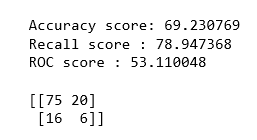 Accuracy score: 69.230769
Recall score : 78.947368
ROC score : 53.110048
[[75 20]
[16  6]]